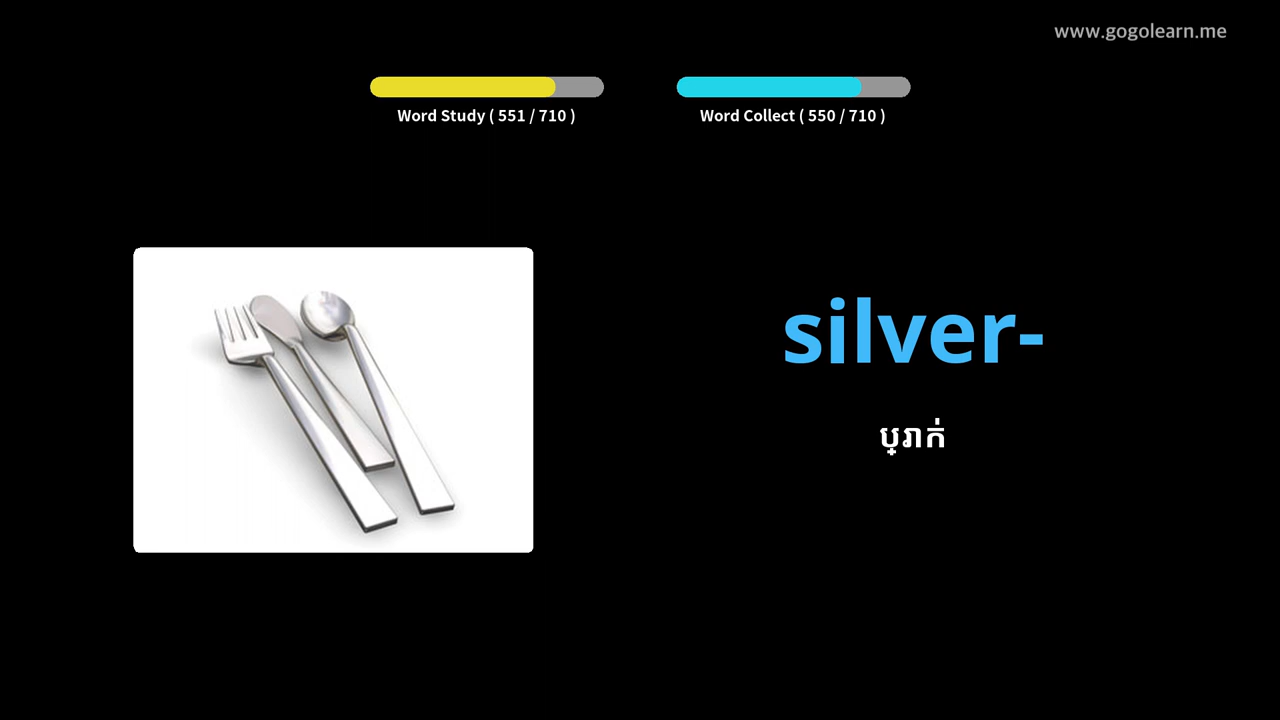 www.gogolearn.me
Word Study ( 551 / 710 )
Word Collect ( 550 / 710 )
silver-
ប្រាក់